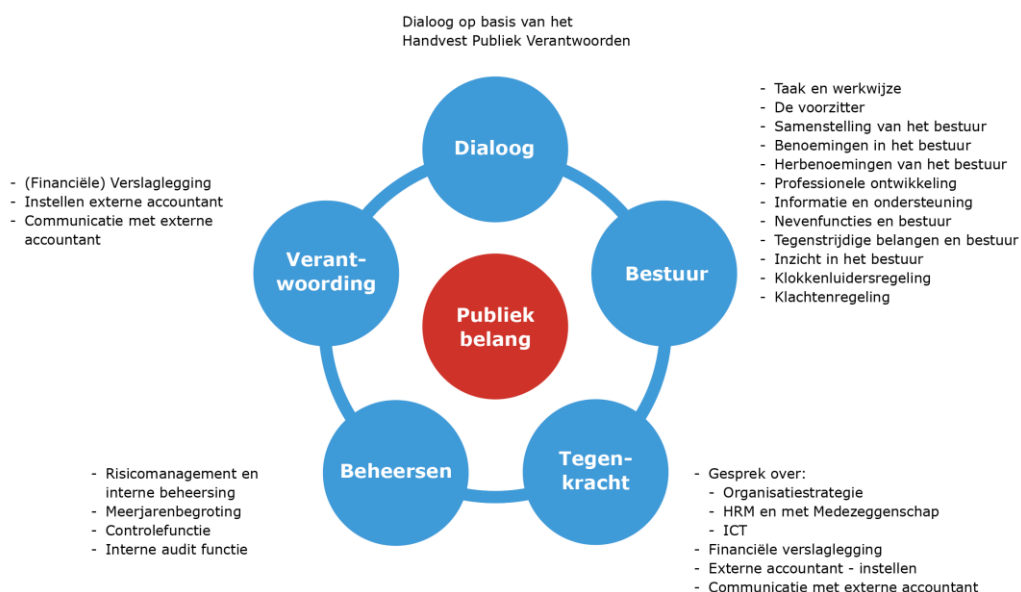 Dialoog op basis van het
Handvest Publiek Verantwoorden
Dialoog
- Taak en werkwijze
- De voorzitter
- Samenstelling van het bestuur
- Benoemingen in het bestuur
- Herbenoemingen van het bestuur
- Professionele ontwikkeling
- Informatie en ondersteuning
- Nevenfuncties en bestuur
- Tegenstrijdige belangen en bestuur
- Inzicht in het bestuur
- Klokkenluidersregeling
- Klachtenregeling
Bestuur
- (Financiële) Verslaglegging
- Instellen externe accountant
- Communicatie met externe
accountant
Verant-
woording
Publiek
belang
Beheersen
- Risicomanagement en
interne beheersing
- Meerjarenbegroting
- Controlefunctie
- Interne audit functie
Tegen-
kracht
- Gesprek over:
- Organisatiestrategie
- HRM en met Medezeggenschap
- ICT
- Financiële verslaglegging
- Externe accountant - instellen
- Communicatie met externe accountant